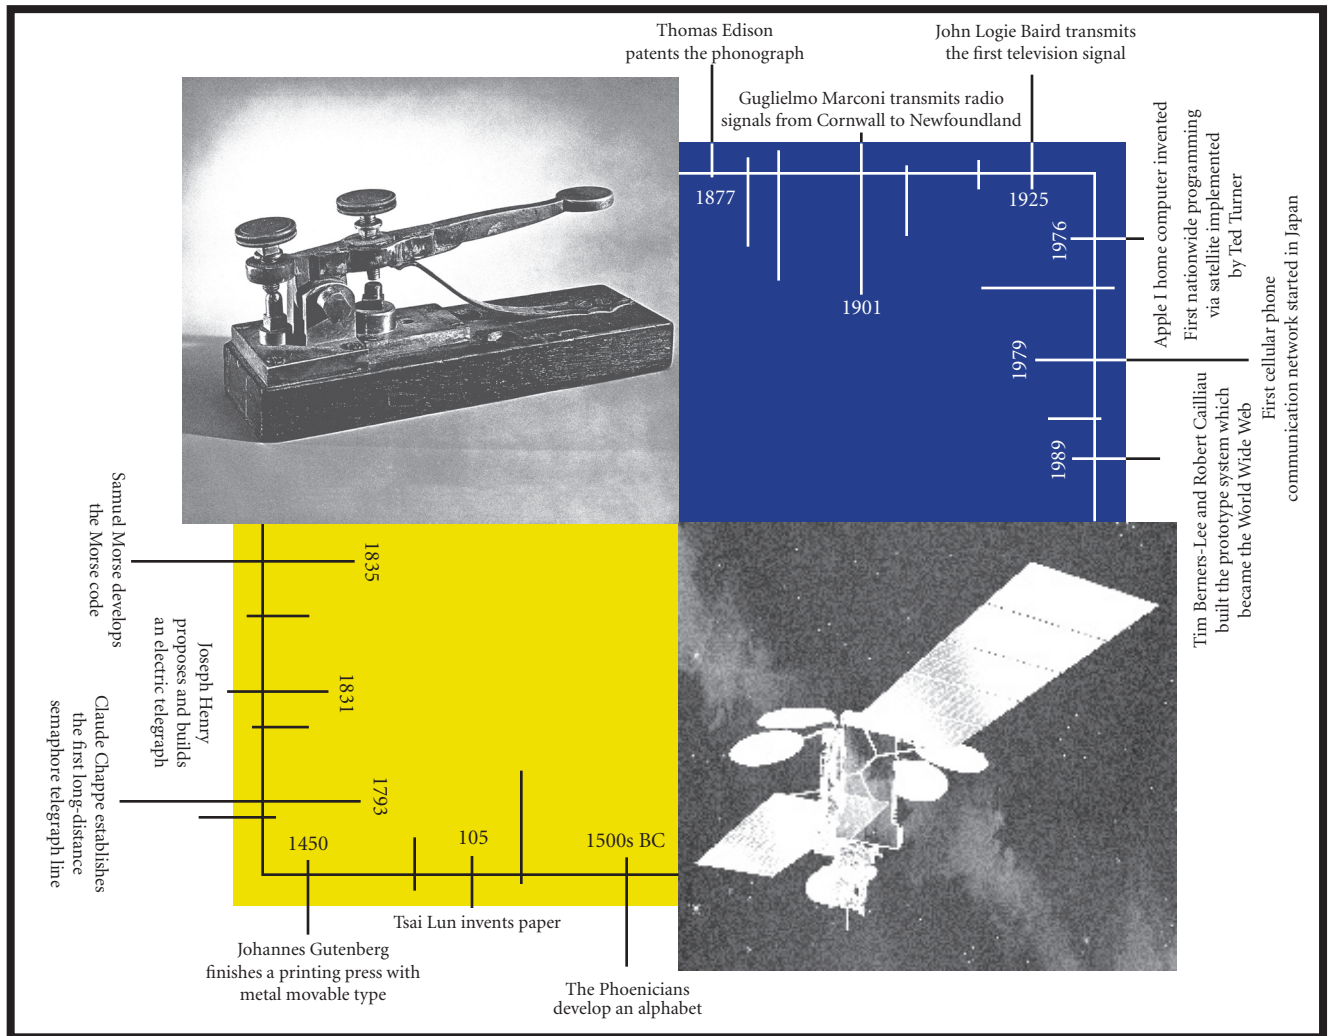 Thomas Edison
patents the phonograph
John Logie Baird transmits
the first television signal
Guglielmo Marconi transmits radio
signals from Cornwall to Newfoundland
1877
1901
1925
1976
Apple I home computer invented
First nationwide programming
via satellite implemented
by Ted Turner
1979
First cellular phone
communication network started in Japan
1989
Tim Berners-Lee and Robert Cailliau
built the prototype system which
became the World Wide Web
Samuel Morse develops
the Morse code
1835
Joseph Henry
proposes and builds
an electric telegraph
1831
Claude Chappe establishes
the first long-distance
semaphore telegraph line
1793
1450
105
1500s BC
Tsai Lun invents paper
Johannes Gutenberg
finishes a printing press with
metal movable type
The Phoenicians
develop an alphabet